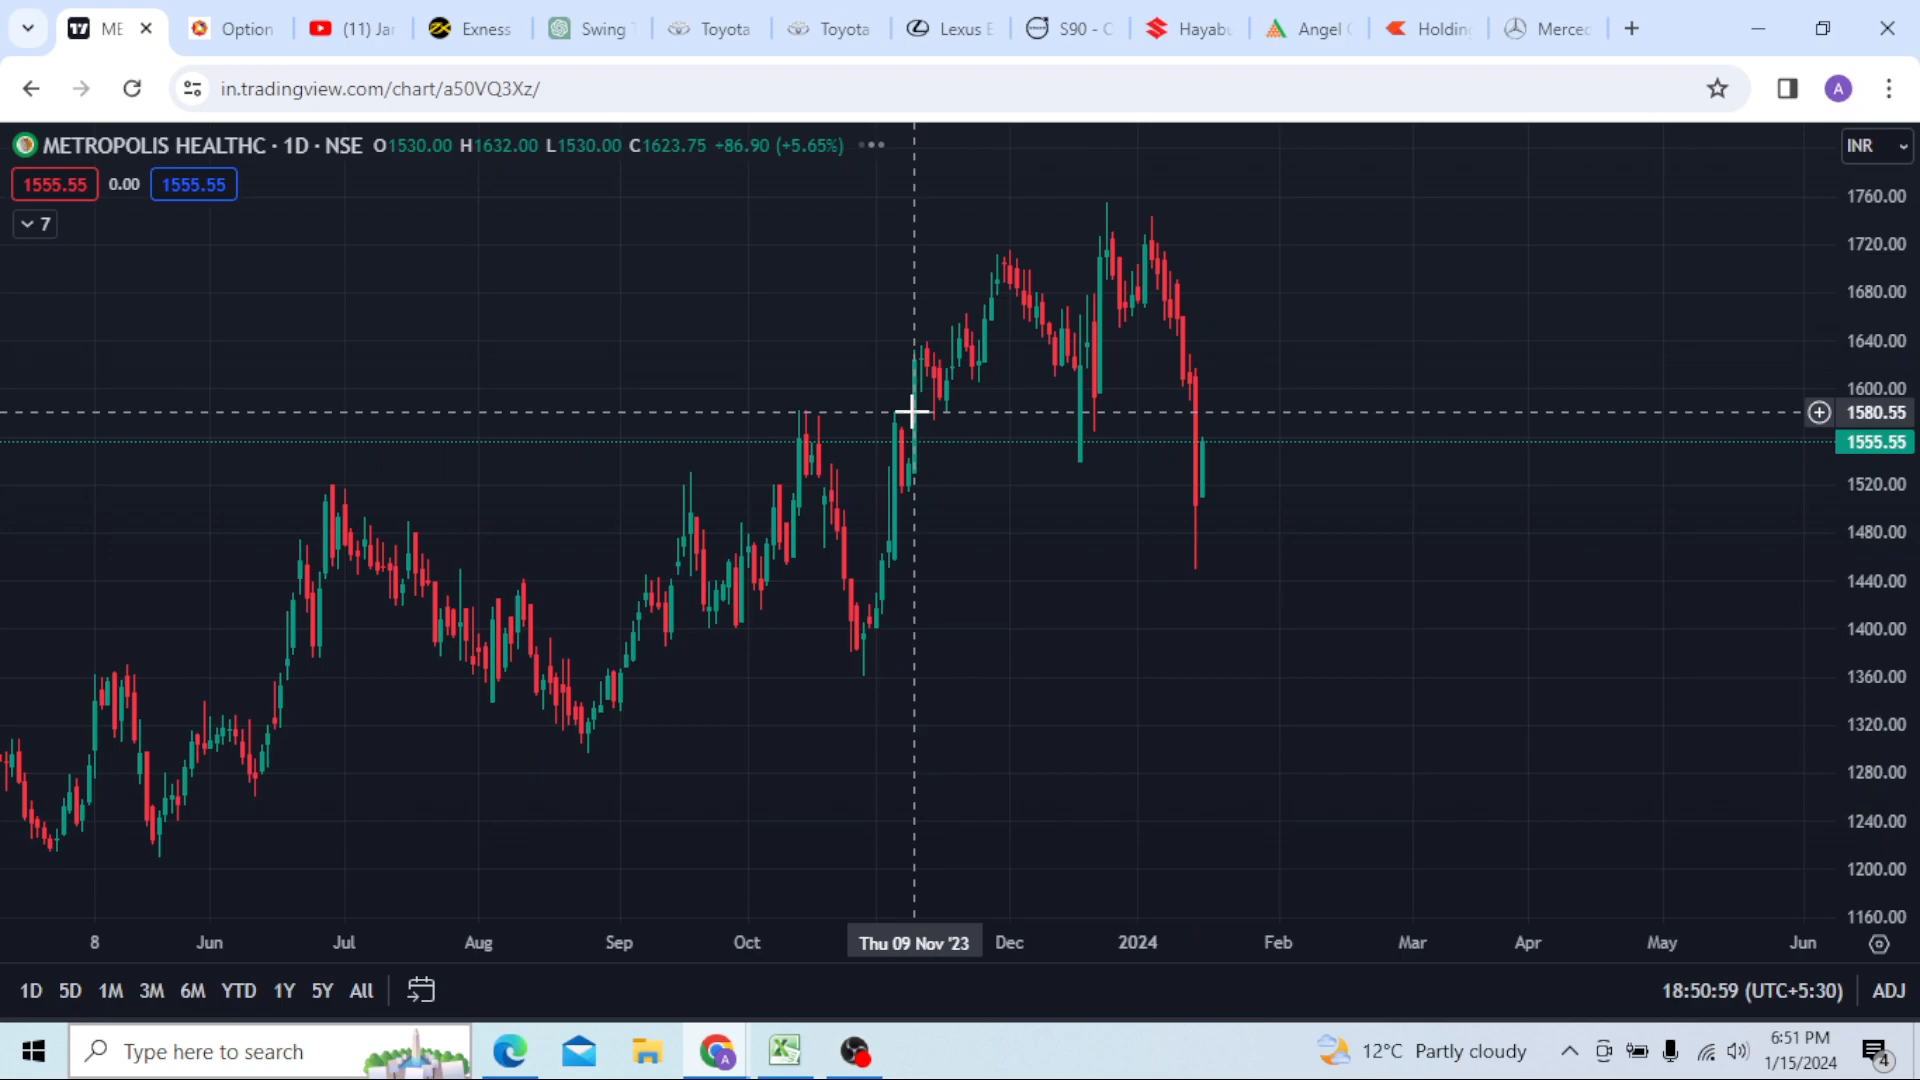 ME
Option
(11) Jar
Exness
Swing T
Toyota
Toyota
Lexus E
S90 - C
Hayabu
Angel
Holding
Merced
in.tradingview.com/chart/a50VQ3Xz/
A
METROPOLIS HEALTHC · 1D · NSE O1530.00 H1632.00 L1530.00 C1623.75 +86.90 (+5.65%)
INR
1555.55 0.00 1555.55
7
1760.00
1720.00
1680.00
1640.00
1600.00
1580.55
1555.55
1520.00
1480.00
1440.00
1400.00
1360.00
1320.00
1280.00
1240.00
1200.00
1160.00
8 Jun Jul Aug Sep Oct Thu 09 Nov '23 Dec 2024 Feb Mar Apr May Jun
1D 5D 1M 3M 6M YTD 1Y 5Y All
18:50:59 (UTC+5:30) ADJ
Type here to search
A
12°C Partly cloudy
6:51 PM
1/15/2024
4